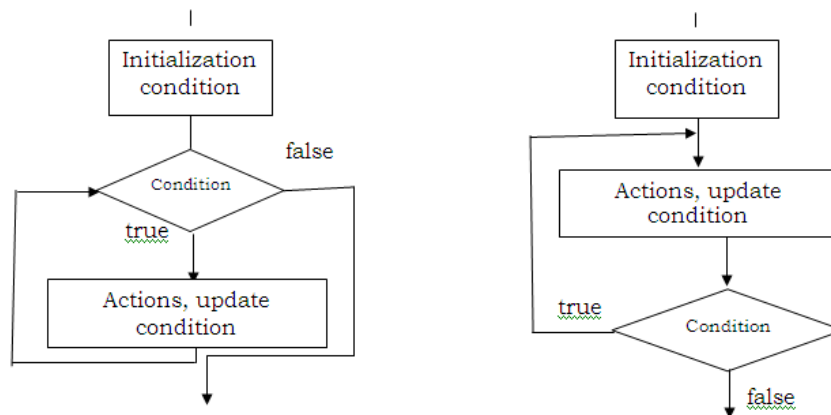 Initialization
condition
false
Condition
true
Actions, update
condition
Initialization
condition
Actions, update
condition
true
Condition
false